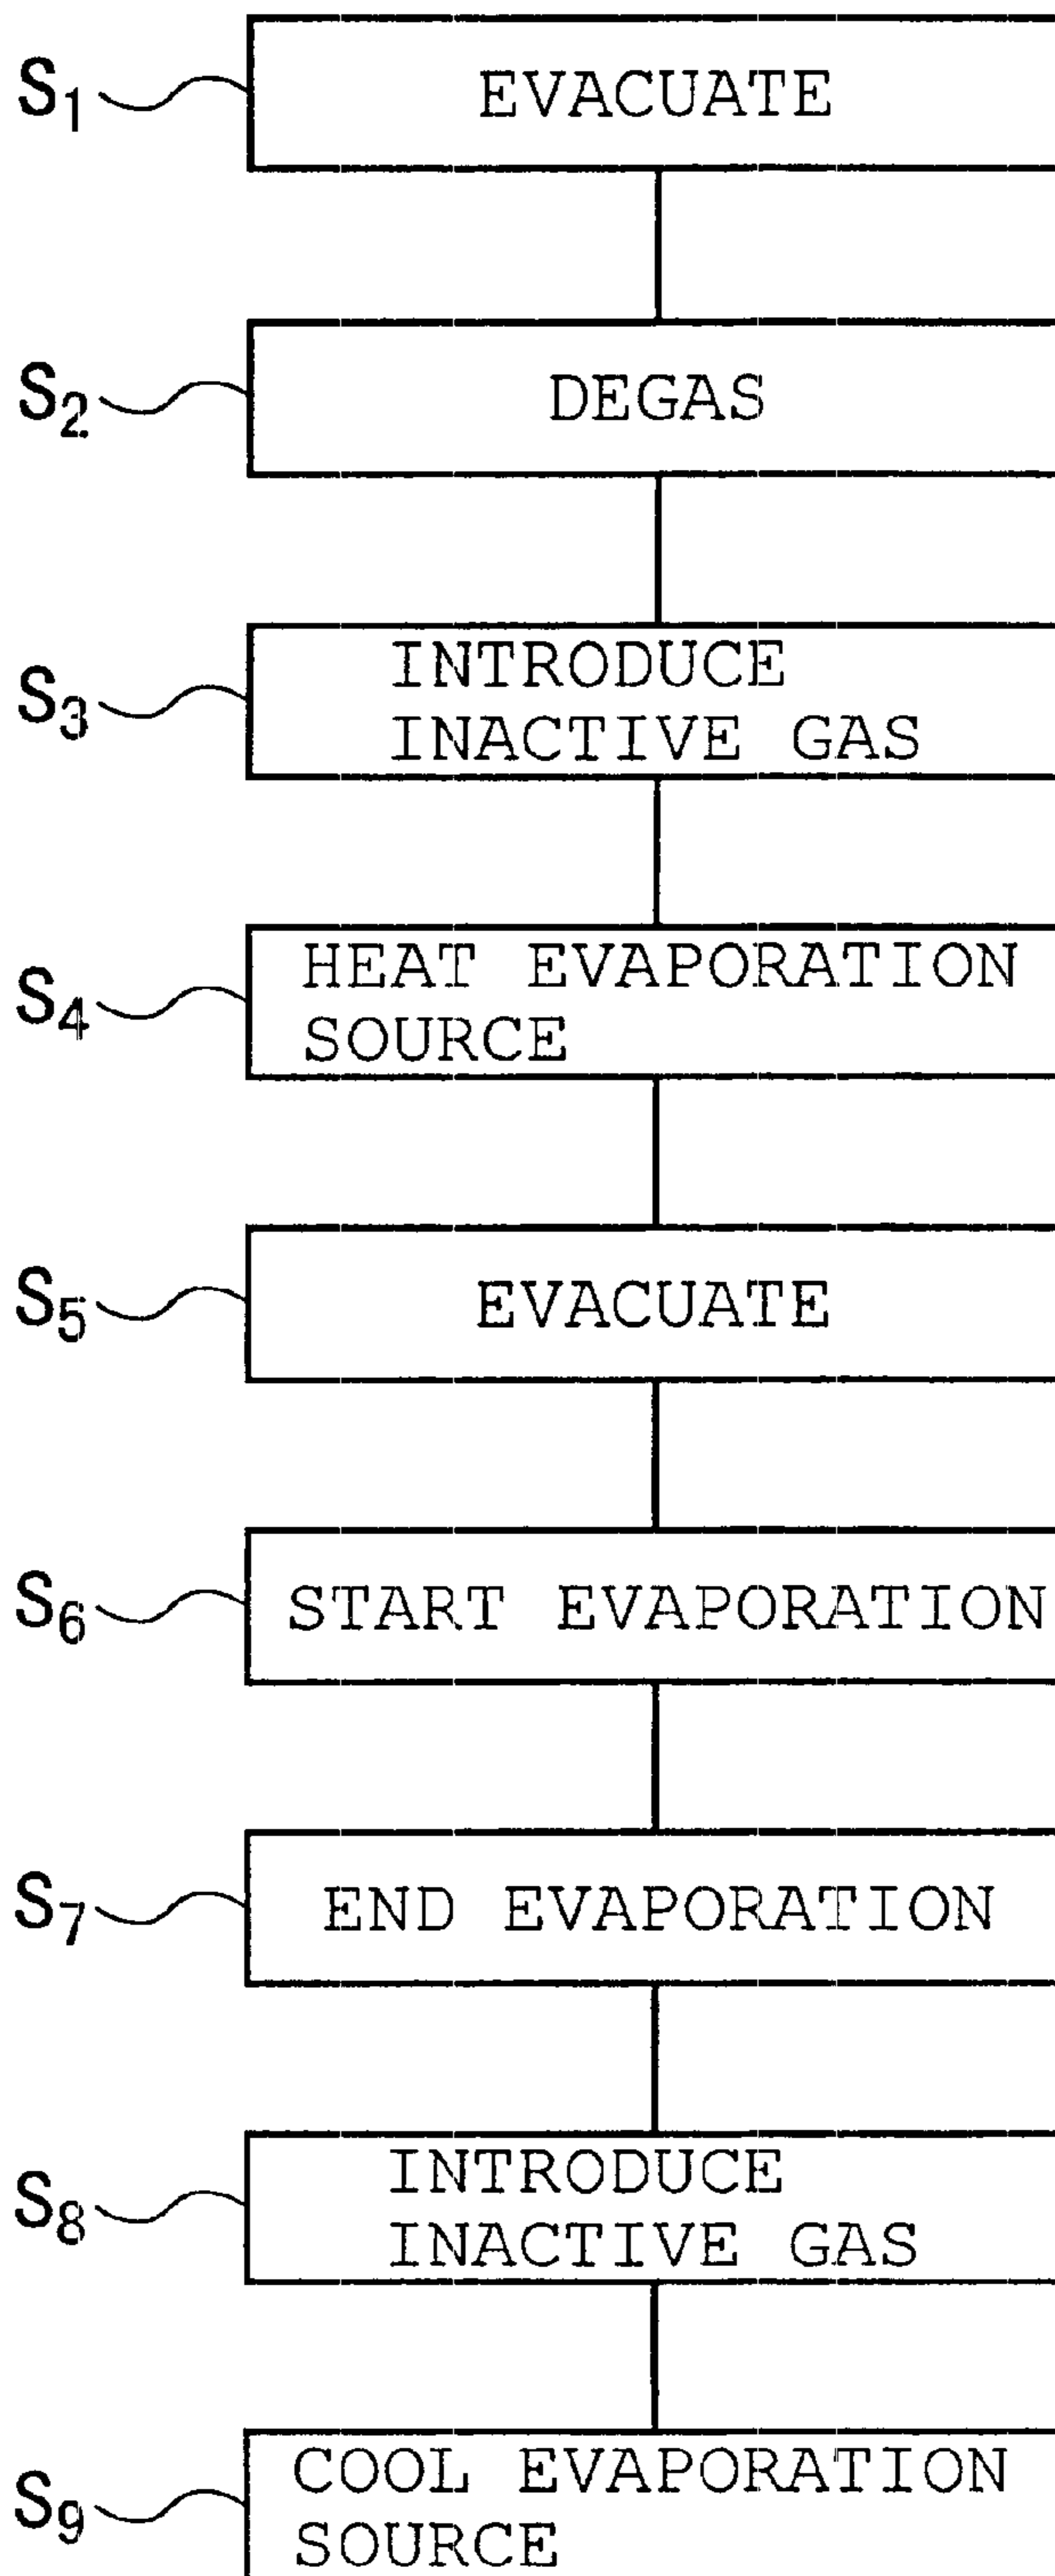 S1 EVACUATE
S2 DEGAS
S3 INTRODUCE
INACTIVE GAS
S4 HEAT EVAPORATION
SOURCE
S5 EVACUATE
S6 START EVAPORATION
S7 END EVAPORATION
S8 INTRODUCE
INACTIVE GAS
S9 COOL EVAPORATION
SOURCE